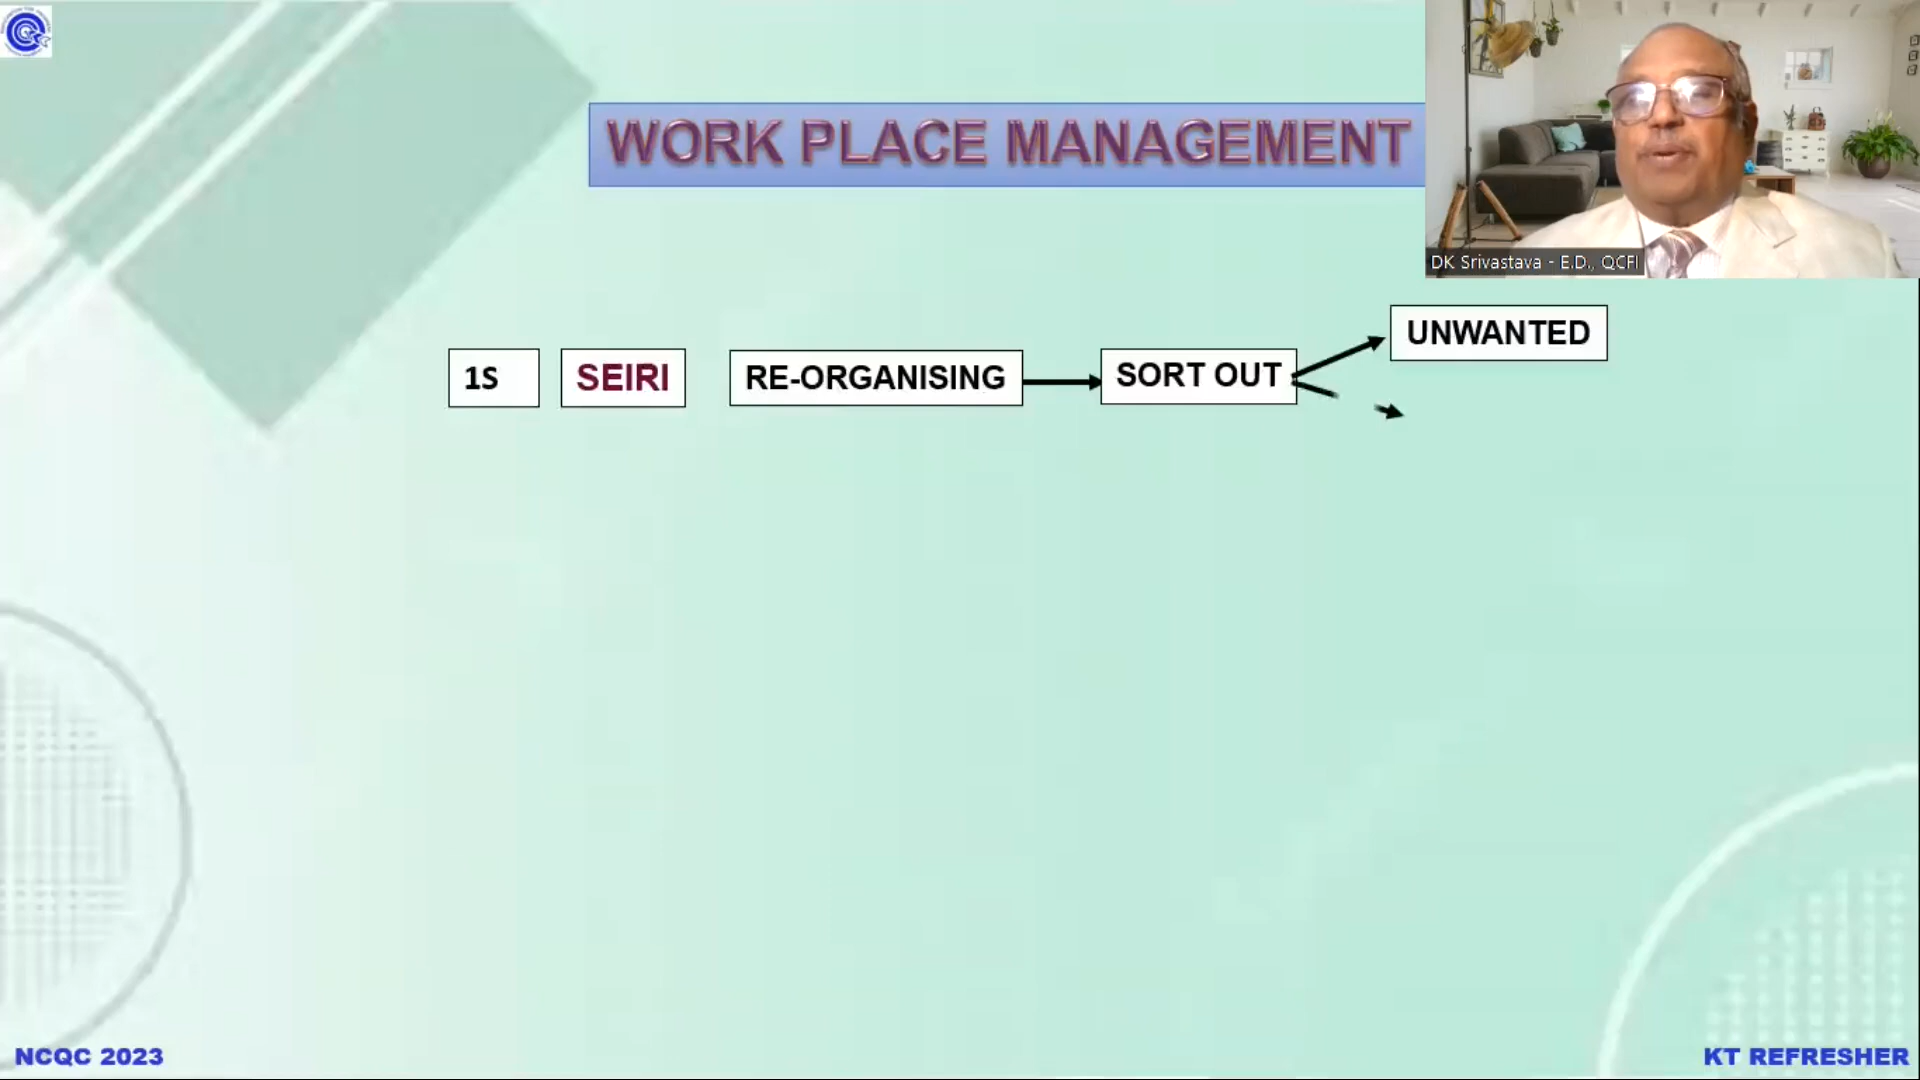 WORK PLACE MANAGEMENT
DK Srivastava - E.D., QCFI
1S SEIRI RE-ORGANISING SORT OUT UNWANTED
NCQC 2023
KT REFRESHER